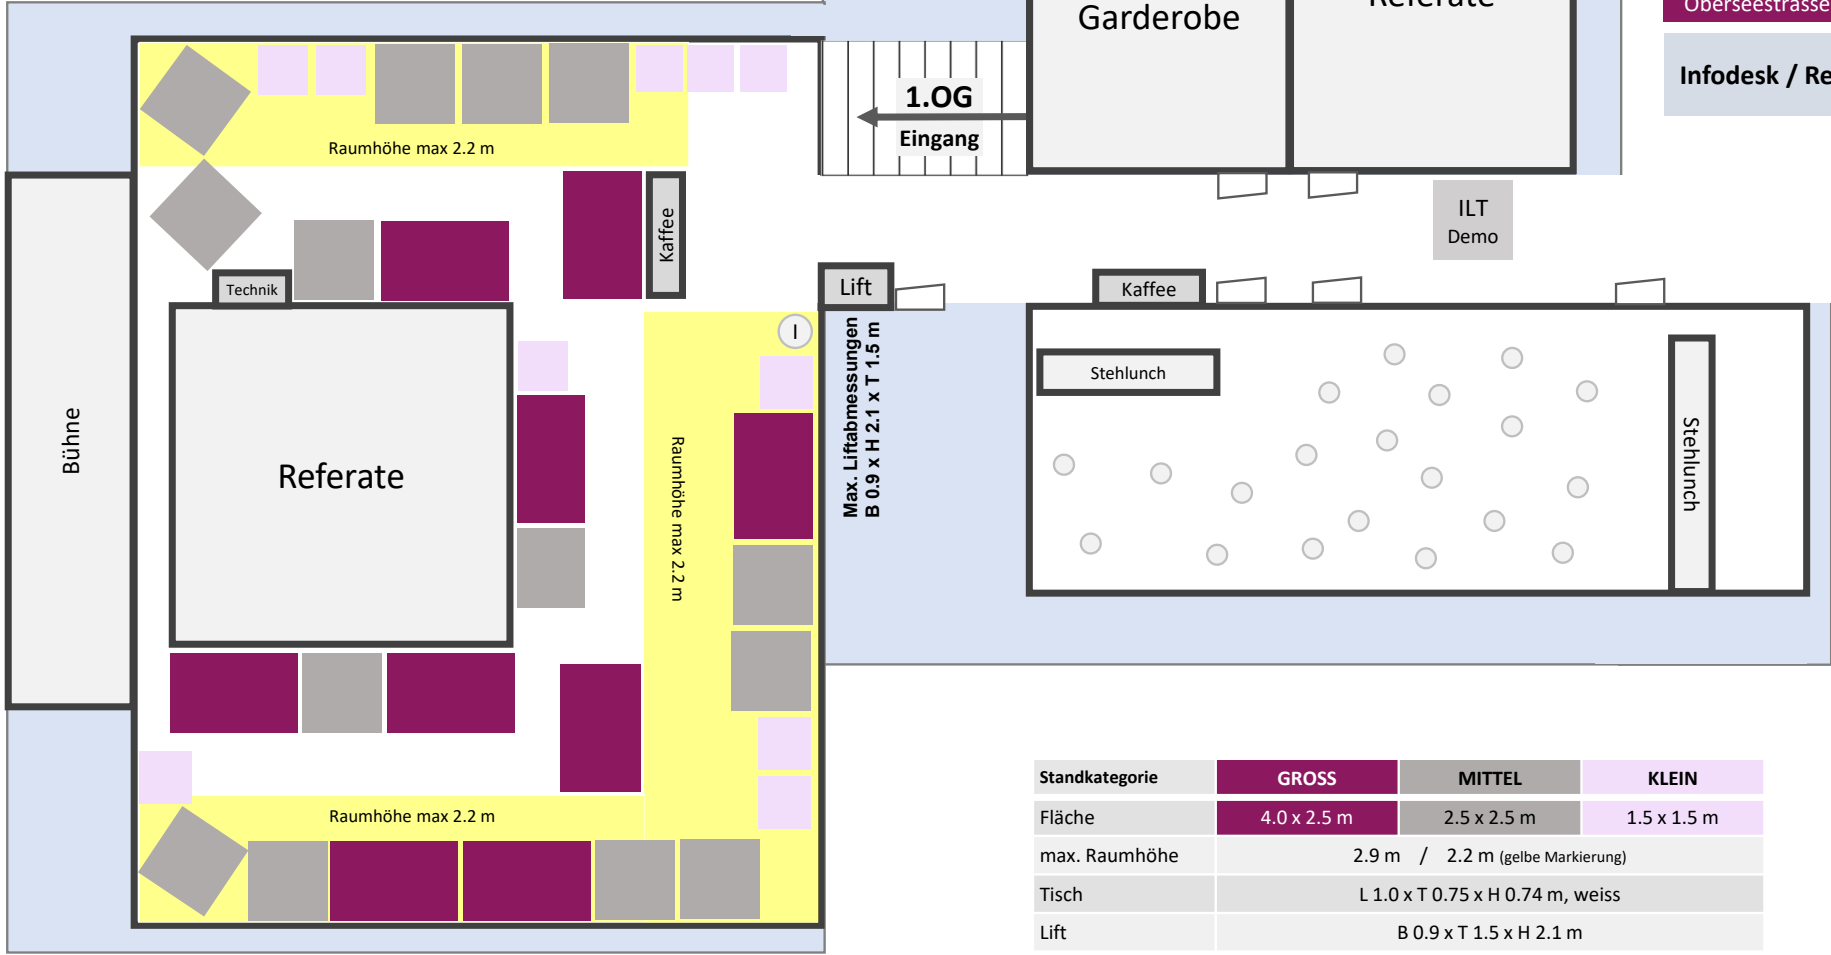 Garderobe
Referate
Oberseestrasse
Infodesk / Re
1.OG
Eingang
Raumhöhe max 2.2 m
Kaffee
ILT
Demo
Technik
Lift
Kaffee
I
Max. Liftabmessungen
B 0.9 x H 2.1 x T 1.5 m
Stehlunch
Bühne
Referate
Raumhöhe max 2.2 m
Stehlunch
Raumhöhe max 2.2 m
Standkategorie GROSS MITTEL KLEIN
Fläche 4.0 x 2.5 m 2.5 x 2.5 m 1.5 x 1.5 m
max. Raumhöhe 2.9 m / 2.2 m (gelbe Markierung)
Tisch L 1.0 x T 0.75 x H 0.74 m, weiss
Lift B 0.9 x T 1.5 x H 2.1 m